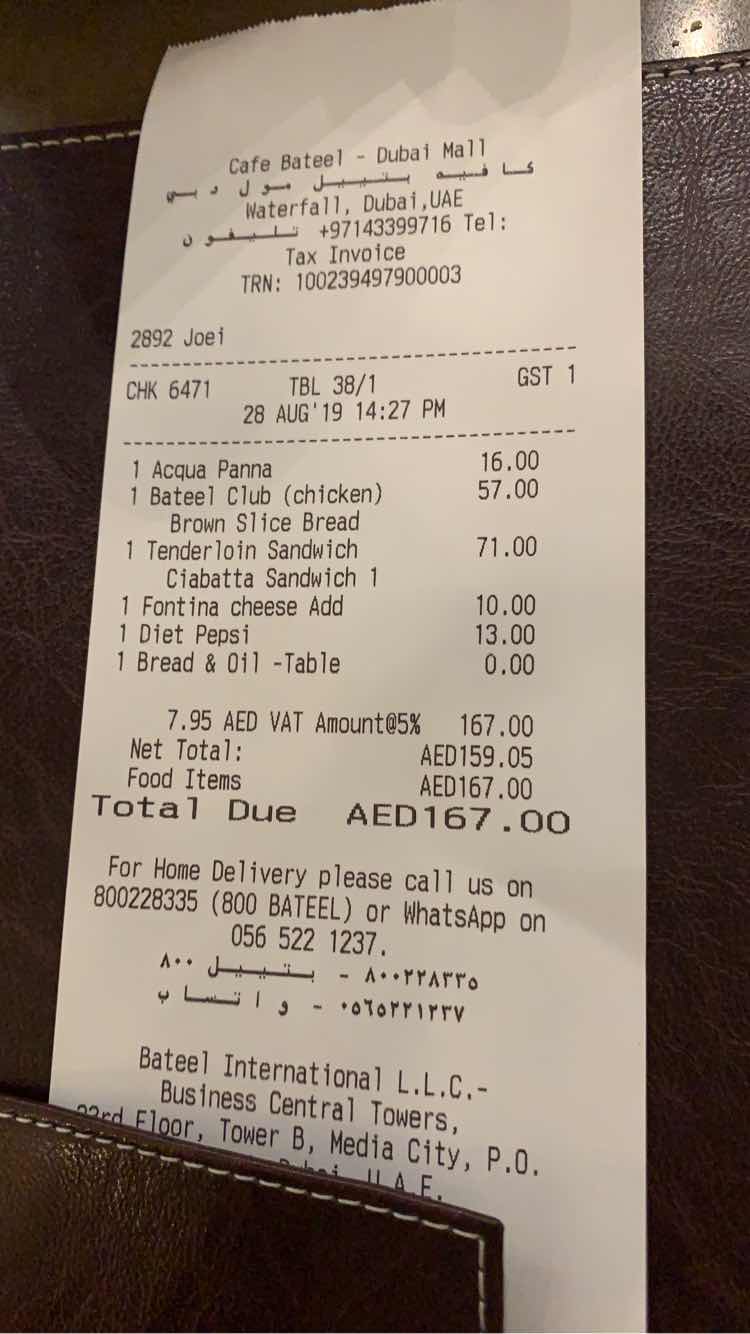 Cafe Bateel - Dubai Mall
كافيه بتييل مول دبي
Waterfall, Dubai,UAE
تليفون +97143399716 Tel:
Tax Invoice
TRN: 100239497900003
2892 Joei
CHK 6471 TBL 38/1 GST 1
28 AUG'19 14:27 PM
1 Acqua Panna 16.00
1 Bateel Club (chicken) 57.00
Brown Slice Bread
1 Tenderloin Sandwich 71.00
Ciabatta Sandwich 1
1 Fontina cheese Add 10.00
1 Diet Pepsi 13.00
1 Bread & Oil -Table 0.00
7.95 AED VAT Amount@5% 167.00
Net Total: AED159.05
Food Items AED167.00
Total Due AED167.00
For Home Delivery please call us on
800228335 (800 BATEEL) or WhatsApp on
056 522 1237.
٨٠٠٢٢٨٣٣٥ - بتييل ٨٠٠
٠٥٦٥٢٢١٢٣٧ - واتساب
Bateel International L.L.C.-
Business Central Towers,
Floor, Tower B, Media City, P.O.
U.A.E.